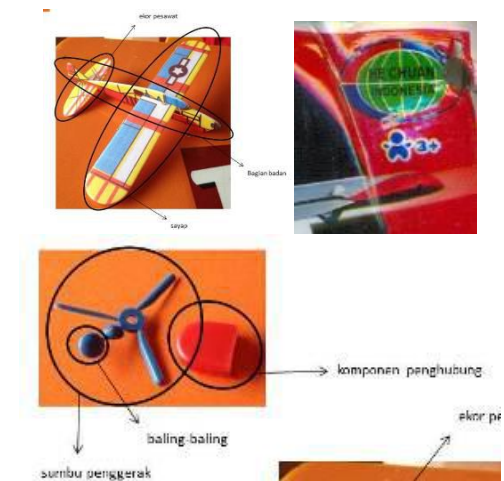 ekor pesawat
Bagian badan
sayap
HE CHUAN
INDONESIA
3+
komponen penghubung
baling-baling
sumbu penggerak
ekor pe